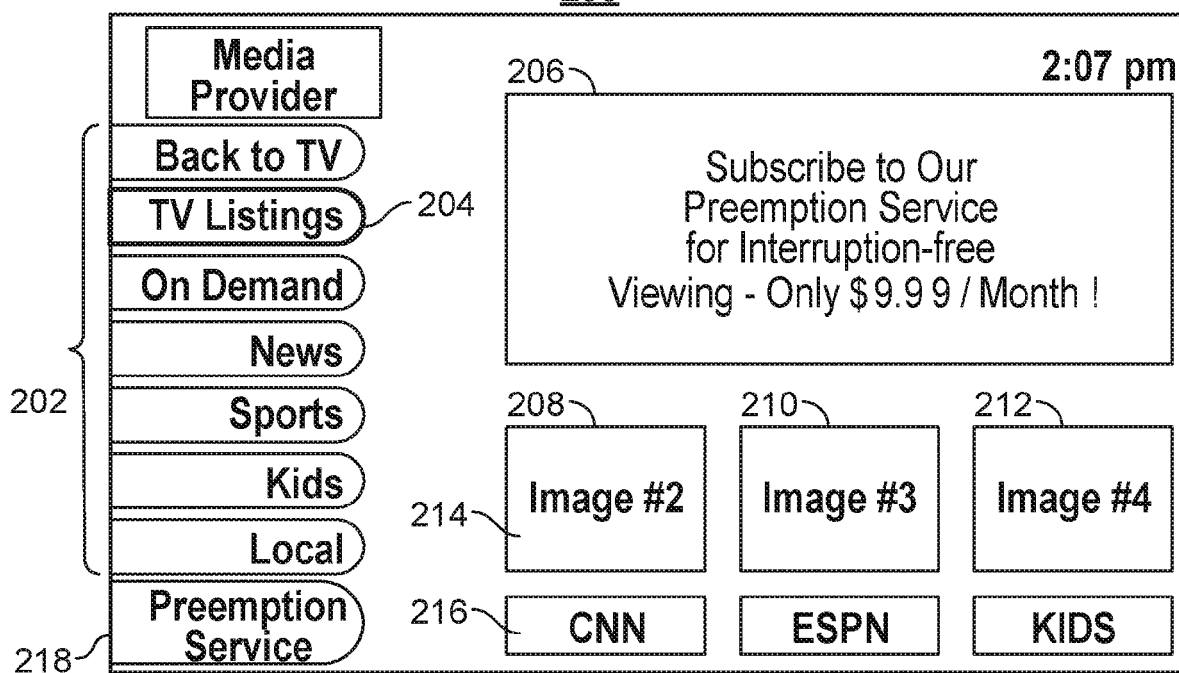 Media
Provider
2:07 pm
206
Back to TV
TV Listings
204
On Demand
News
Sports
Kids
Local
202
Preemption
Service
218
Subscribe to Our
Preemption Service
for Interruption-free
Viewing - Only $9.99 / Month !
208
210
212
Image #2
Image #3
Image #4
214
216
CNN
ESPN
KIDS